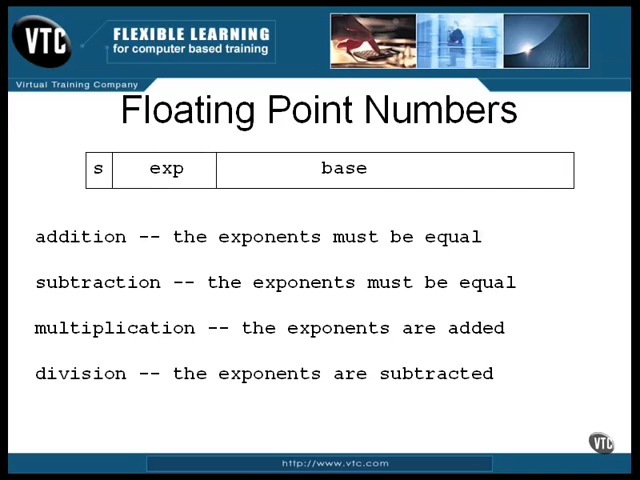 VTC
FLEXIBLE LEARNING
for computer based training
Virtual Training Company
Floating Point Numbers
s exp base
addition -- the exponents must be equal
subtraction -- the exponents must be equal
multiplication -- the exponents are added
division -- the exponents are subtracted
VTC
http://www.vtc.com